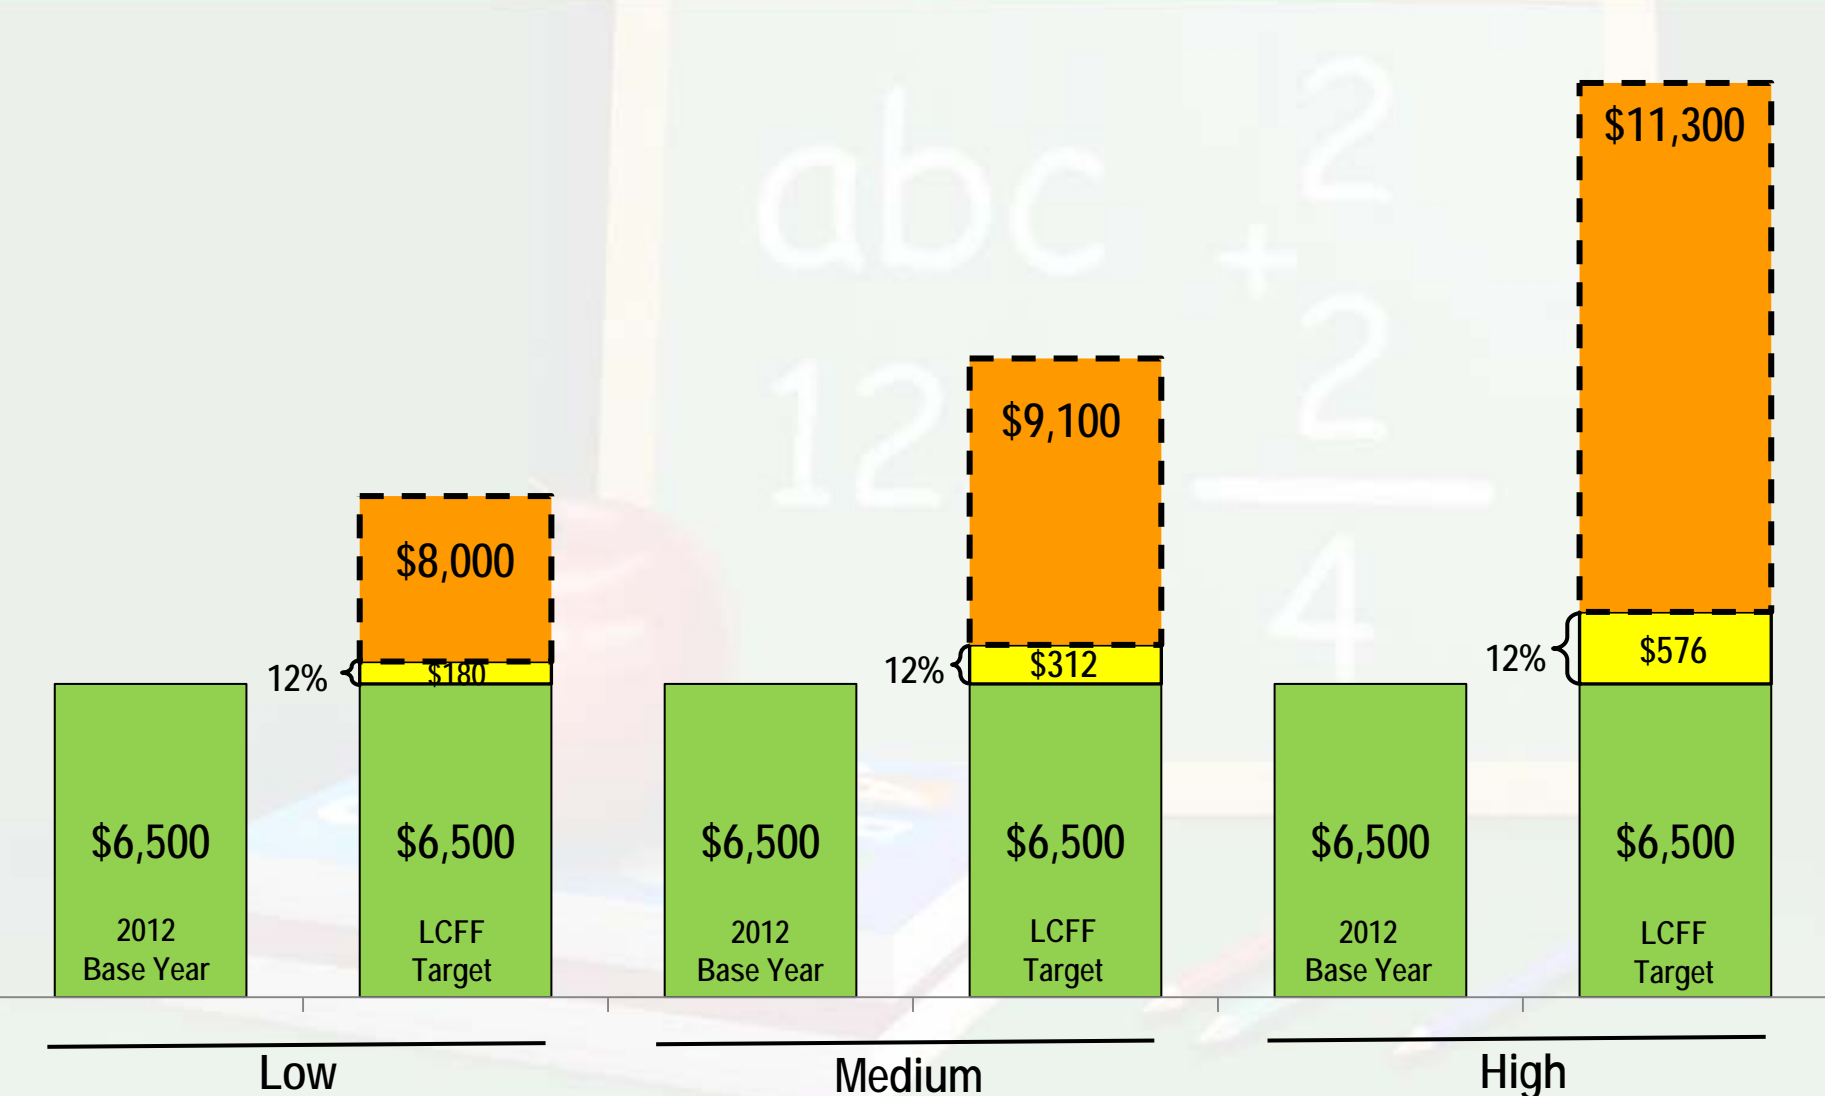 abc
12
2
+
2
4
$11,300
$9,100
$8,000
12%
$180
12%
$312
12%
$576
$6,500
2012
Base Year
$6,500
LCFF
Target
$6,500
2012
Base Year
$6,500
LCFF
Target
$6,500
2012
Base Year
$6,500
LCFF
Target
Low
Medium
High